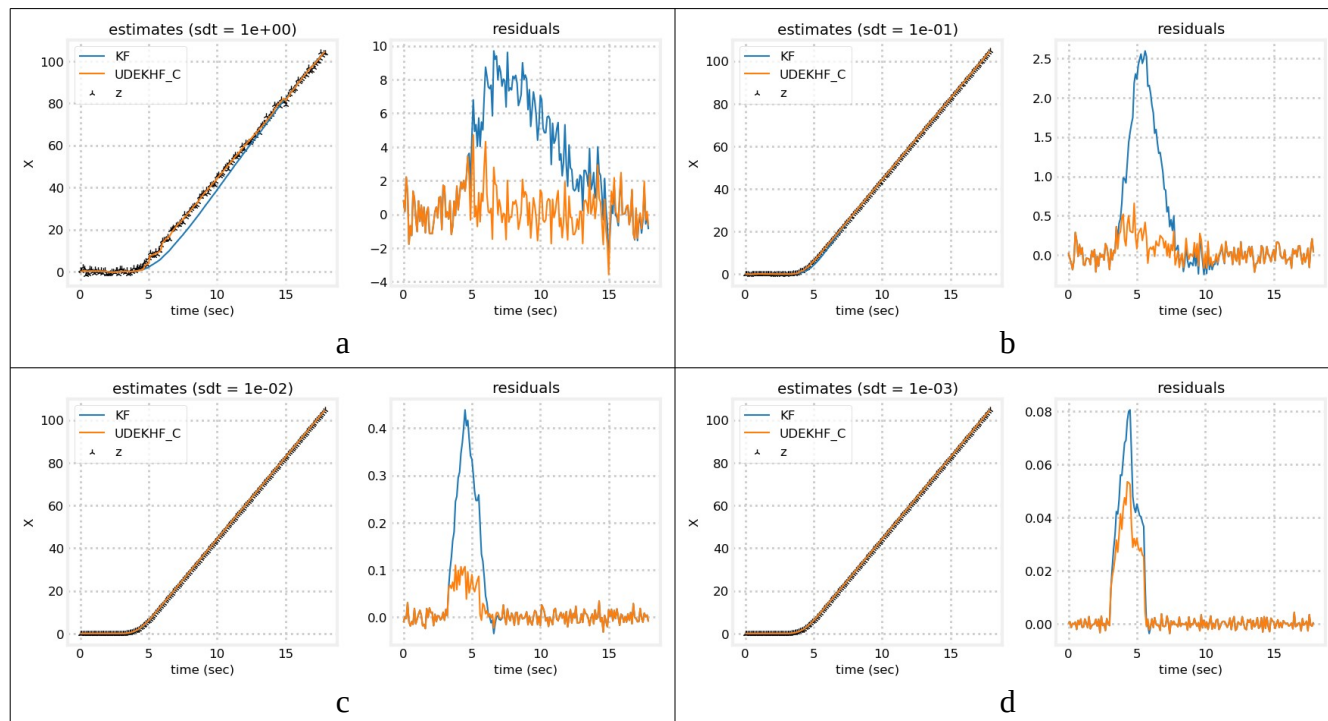 estimates (sdt = 1e+00)
residuals
KF
UDEKHF_C
z
X
100
80
60
40
20
0
0 5 10 15
time (sec)
10
8
6
4
2
0
−2
−4
0 5 10 15
time (sec)
a
estimates (sdt = 1e-01)
residuals
KF
UDEKHF_C
z
X
100
80
60
40
20
0
0 5 10 15
time (sec)
2.5
2.0
1.5
1.0
0.5
0.0
0 5 10 15
time (sec)
b
estimates (sdt = 1e-02)
residuals
KF
UDEKHF_C
z
X
100
80
60
40
20
0
0 5 10 15
time (sec)
0.4
0.3
0.2
0.1
0.0
0 5 10 15
time (sec)
c
estimates (sdt = 1e-03)
residuals
KF
UDEKHF_C
z
X
100
80
60
40
20
0
0 5 10 15
time (sec)
0.08
0.06
0.04
0.02
0.00
0 5 10 15
time (sec)
d